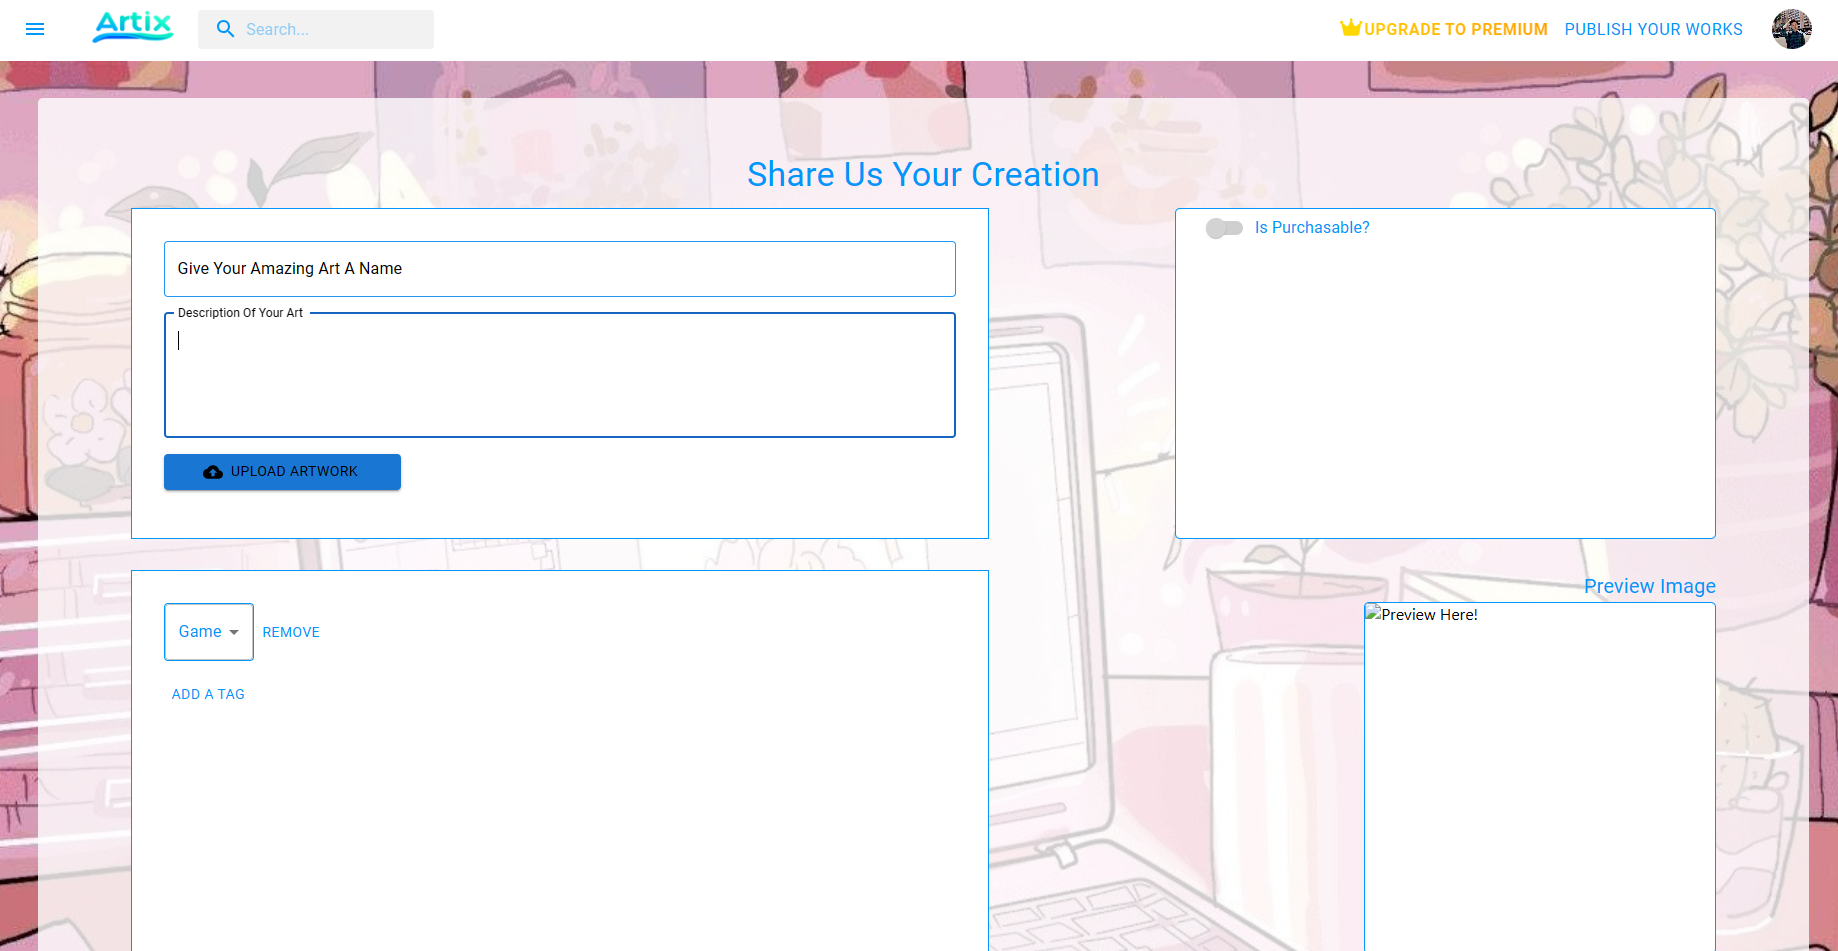 Artix
Search...
UPGRADE TO PREMIUM
PUBLISH YOUR WORKS
Share Us Your Creation
Give Your Amazing Art A Name
Is Purchasable?
Description Of Your Art
UPLOAD ARTWORK
Preview Image
Preview Here!
Game
REMOVE
ADD A TAG